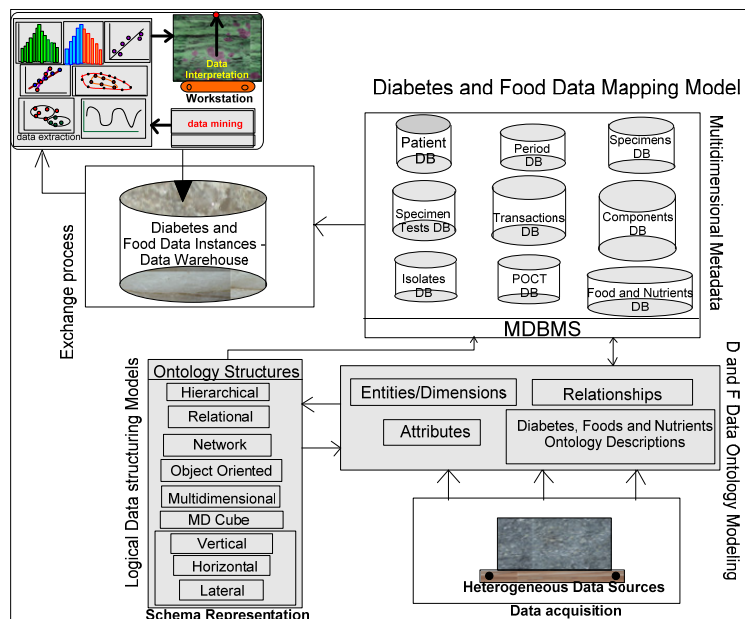 Diabetes and Food Data Mapping Model
Data
Interpretation
Workstation
data mining
data extraction
Exchange process
Diabetes and
Food Data Instances -
Data Warehouse
Patient
DB
Period
DB
Specimens
DB
Specimen
Tests DB
Transactions
DB
Components
DB
Isolates
DB
POCT
DB
Food and Nutrients
DB
MDBMS
Multidimensional Metadata
Logical Data structuring Models
Ontology Structures
Hierarchical
Relational
Network
Object Oriented
Multidimensional
MD Cube
Vertical
Horizontal
Lateral
Schema Representation
Entities/Dimensions
Relationships
Attributes
Diabetes, Foods and Nutrients
Ontology Descriptions
D and F Data Ontology Modeling
Heterogeneous Data Sources
Data acquisition